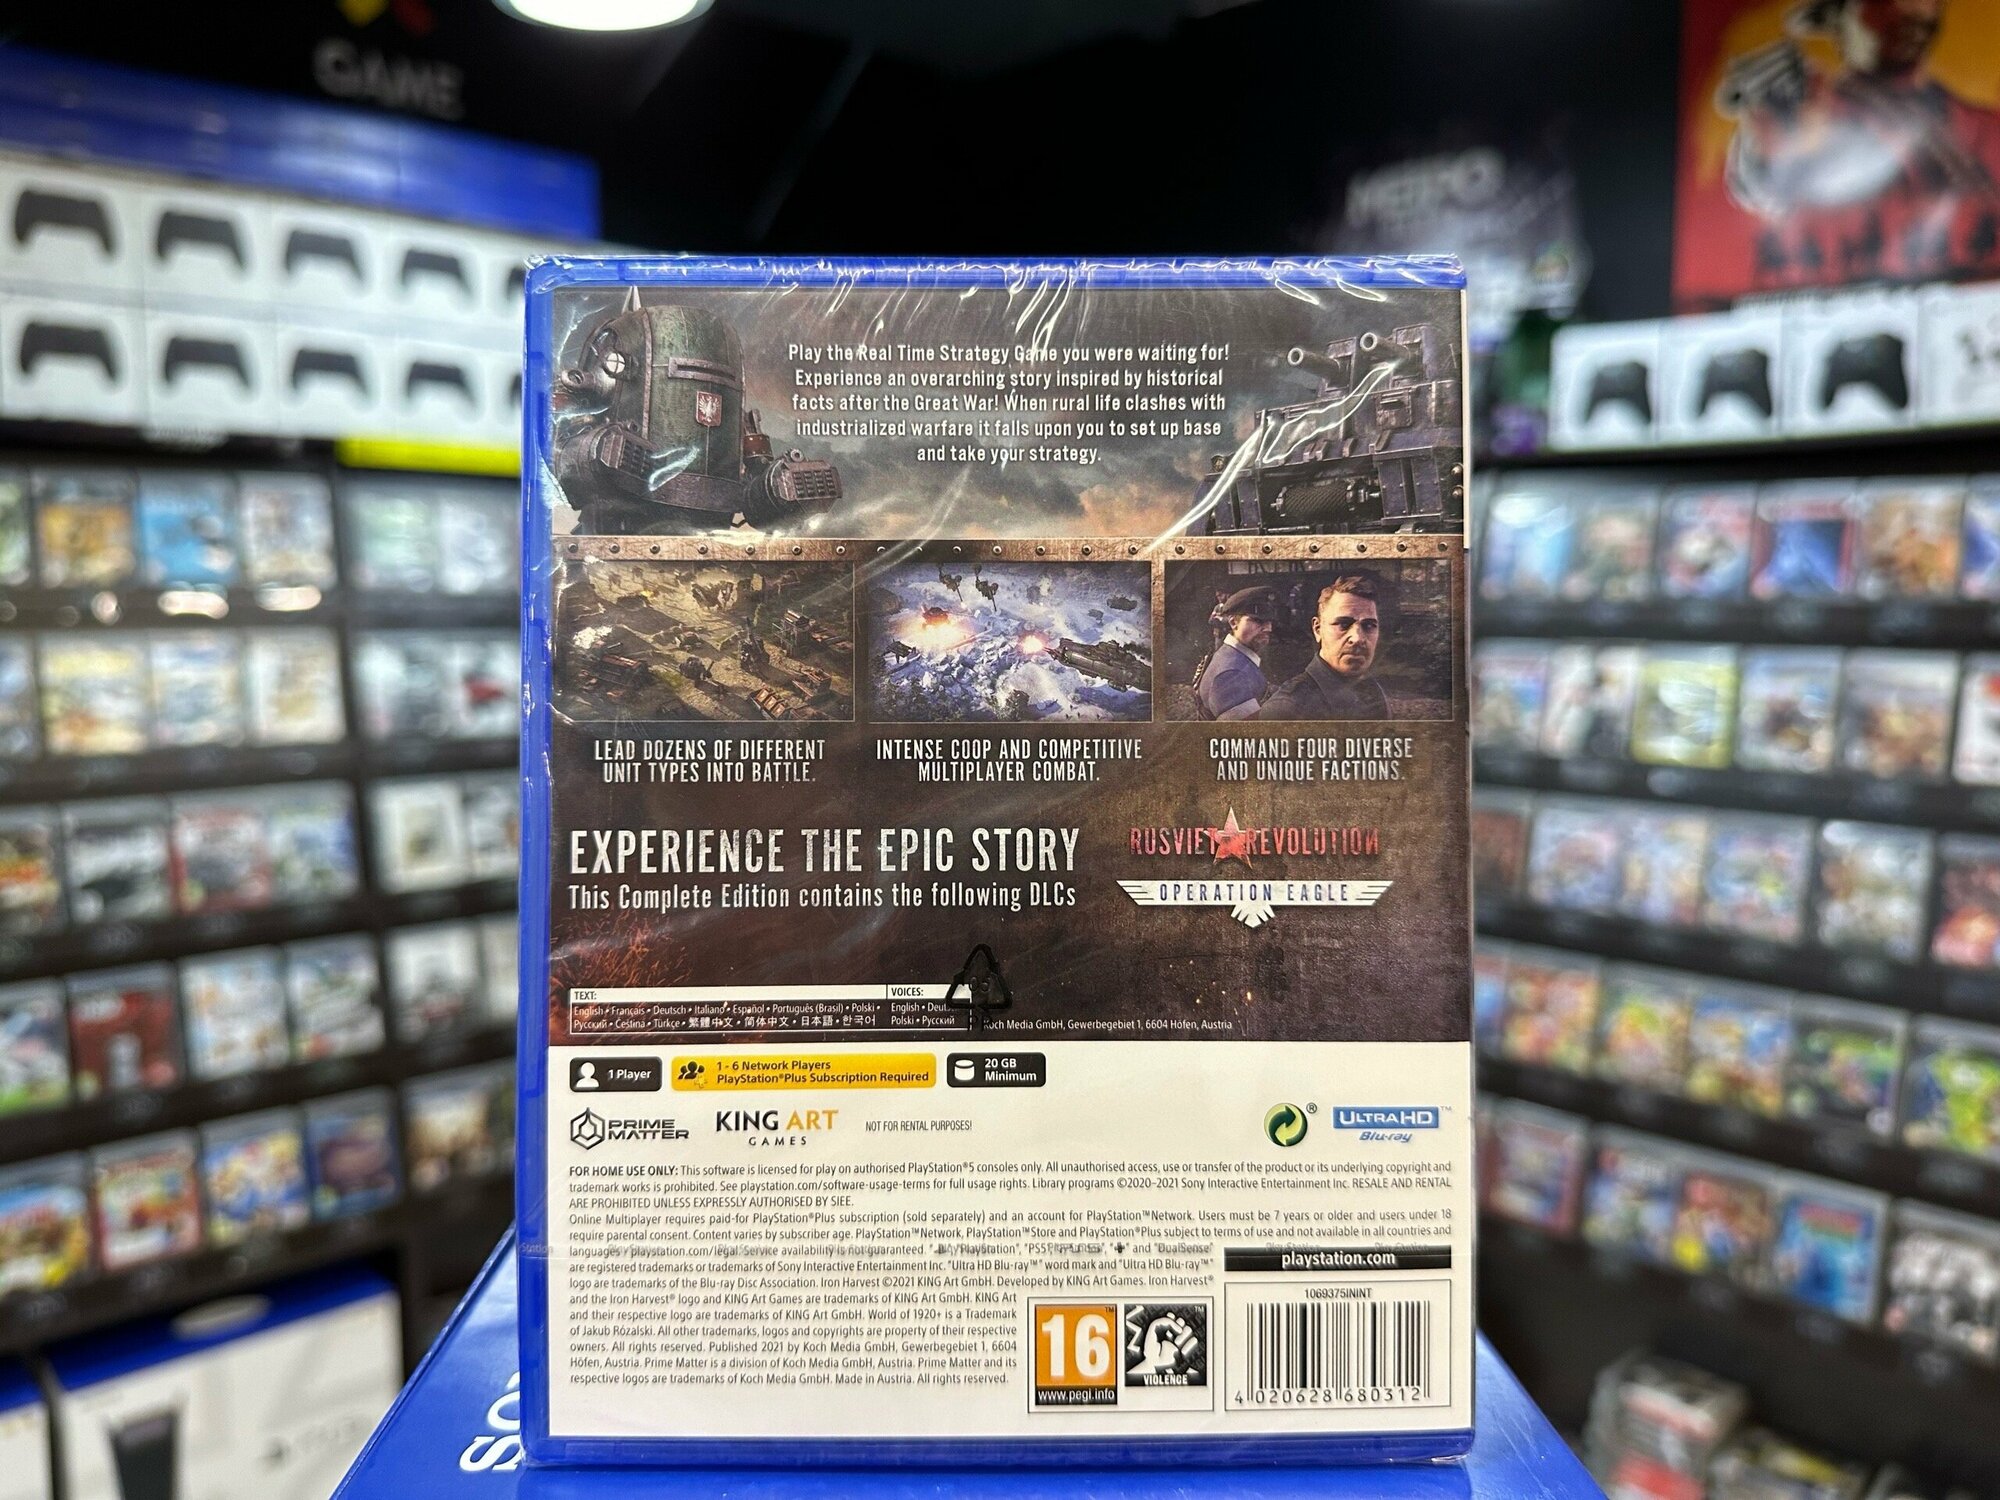 GAME
Play the Real Time Strategy Game you were waiting for!
Experience an overarching story inspired by historical
facts after the Great War! When rural life clashes with
industrialized warfare it falls upon you to set up base
and take your strategy.
LEAD DOZENS OF DIFFERENT
UNIT TYPES INTO BATTLE.
INTENSE COOP AND COMPETITIVE
MULTIPLAYER COMBAT.
COMMAND FOUR DIVERSE
AND UNIQUE FACTIONS.
EXPERIENCE THE EPIC STORY
This Complete Edition contains the following DLCs
RUSVIET REVOLUTION
OPERATION EAGLE
TEXT:
English • Français • Deutsch • Italiano • Español • Português (Brasil) • Polski •
Русский • Čeština • Türkçe • 繁體中文 • 简体中文 • 日本語 • 한국어
VOICES:
English •
Polski • Русский
Koch Media GmbH, Gewerbegebiet 1, 6604 Höfen, Austria
1 Player
1 - 6 Network Players
PlayStation®Plus Subscription Required
20 GB
Minimum
PRIME
MATTER
KING ART
GAMES
NOT FOR RENTAL PURPOSES!
®
ULTRA HD™
Blu-ray
FOR HOME USE ONLY: This software is licensed for play on authorised PlayStation®5 consoles only. All unauthorised access, use or transfer of the product or its underlying copyright and
trademark works is prohibited. See playstation.com/software-usage-terms for full usage rights. Library programs ©2020–2021 Sony Interactive Entertainment Inc. RESALE AND RENTAL
ARE PROHIBITED UNLESS EXPRESSLY AUTHORISED BY SIEE.
Online Multiplayer requires paid-for PlayStation®Plus subscription (sold separately) and an account for PlayStation™Network. Users must be 7 years or older and users under 18
require parental consent. Content varies by subscriber age. PlayStation™Network, PlayStation™Store and PlayStation®Plus subject to terms of use and not available in all countries and
languages - Playstation.com/legal. Service availability is not guaranteed. "PlayStation", "PS5", and "DualSense"
are registered trademarks or trademarks of Sony Interactive Entertainment Inc. "Ultra HD Blu-ray™" word mark and "Ultra HD Blu-ray™"
logo are trademarks of the Blu-ray Disc Association. Iron Harvest ©2021 KING Art GmbH. Developed by KING Art Games. Iron Harvest®
and the Iron Harvest® logo and KING Art Games are trademarks of KING Art GmbH. KING Art
and their respective logo are trademarks of KING Art GmbH. World of 1920+ is a Trademark
of Jakub Rózalski. All other trademarks, logos and copyrights are property of their respective
owners. All rights reserved. Published 2021 by Koch Media GmbH, Gewerbegebiet 1, 6604
Höfen, Austria. Prime Matter is a division of Koch Media GmbH, Austria. Prime Matter and its
respective logos are trademarks of Koch Media GmbH. Made in Austria. All rights reserved.
playstation.com
16™
www.pegi.info
™
VIOLENCE
1069375ININT
4 020628 680312